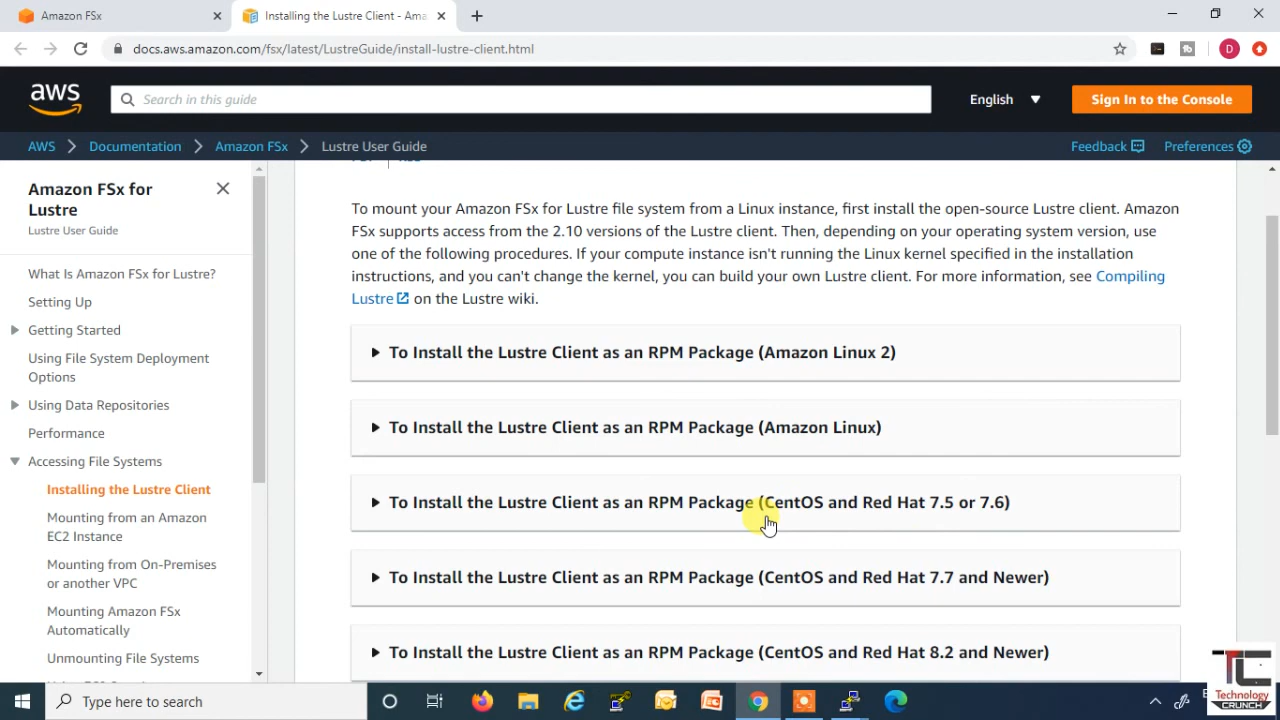 Amazon FSx
Installing the Lustre Client - Ama
docs.aws.amazon.com/fsx/latest/LustreGuide/install-lustre-client.html
D
aws
Search in this guide
English
Sign In to the Console
AWS
Documentation
Amazon FSx
Lustre User Guide
Feedback
Preferences
Amazon FSx for
Lustre
Lustre User Guide
What Is Amazon FSx for Lustre?
Setting Up
Getting Started
Using File System Deployment
Options
Using Data Repositories
Performance
Accessing File Systems
Installing the Lustre Client
Mounting from an Amazon
EC2 Instance
Mounting from On-Premises
or another VPC
Mounting Amazon FSx
Automatically
Unmounting File Systems
To mount your Amazon FSx for Lustre file system from a Linux instance, first install the open-source Lustre client. Amazon
FSx supports access from the 2.10 versions of the Lustre client. Then, depending on your operating system version, use
one of the following procedures. If your compute instance isn't running the Linux kernel specified in the installation
instructions, and you can't change the kernel, you can build your own Lustre client. For more information, see Compiling
Lustre on the Lustre wiki.
To Install the Lustre Client as an RPM Package (Amazon Linux 2)
To Install the Lustre Client as an RPM Package (Amazon Linux)
To Install the Lustre Client as an RPM Package (CentOS and Red Hat 7.5 or 7.6)
To Install the Lustre Client as an RPM Package (CentOS and Red Hat 7.7 and Newer)
To Install the Lustre Client as an RPM Package (CentOS and Red Hat 8.2 and Newer)
Type here to search
TC
Technology
CRUNCH